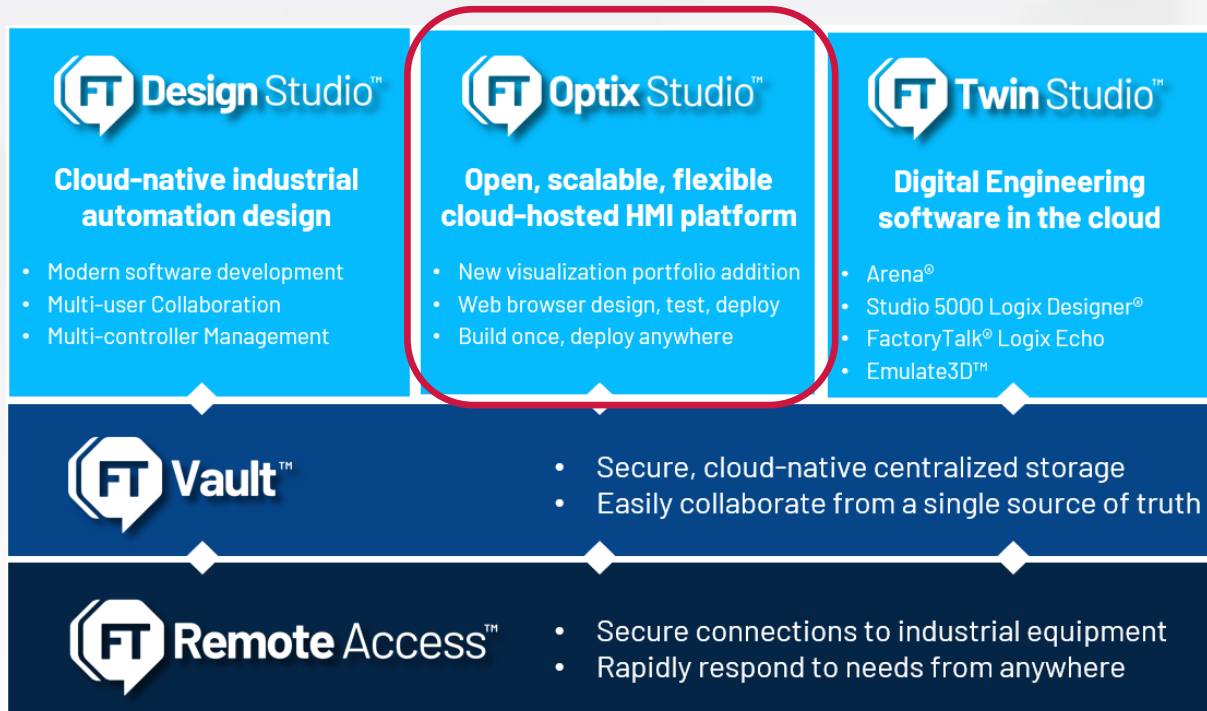 FT Design Studio™
Cloud-native industrial
automation design
• Modern software development
• Multi-user Collaboration
• Multi-controller Management
FT Optix Studio™
Open, scalable, flexible
cloud-hosted HMI platform
• New visualization portfolio addition
• Web browser design, test, deploy
• Build once, deploy anywhere
FT Twin Studio™
Digital Engineering
software in the cloud
• Arena®
• Studio 5000 Logix Designer®
• FactoryTalk® Logix Echo
• Emulate3D™
FT Vault™
• Secure, cloud-native centralized storage
• Easily collaborate from a single source of truth
FT Remote Access™
• Secure connections to industrial equipment
• Rapidly respond to needs from anywhere